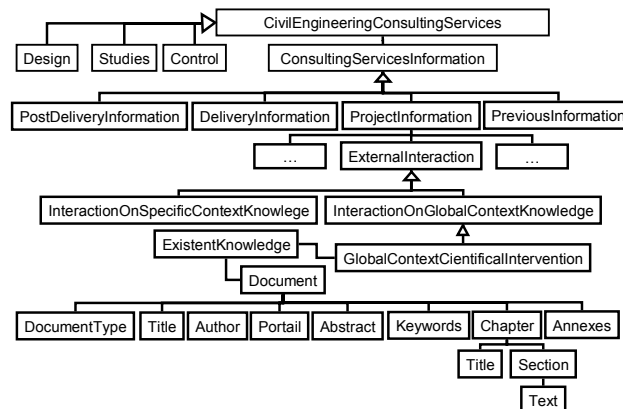 CivilEngineeringConsultingServices
Design
Studies
Control
ConsultingServicesInformation
PostDeliveryInformation
DeliveryInformation
ProjectInformation
PreviousInformation
...
ExternalInteraction
...
InteractionOnSpecificContextKnowlege
InteractionOnGlobalContextKnowledge
ExistentKnowledge
GlobalContextCientificalIntervention
Document
DocumentType
Title
Author
Portail
Abstract
Keywords
Chapter
Annexes
Title
Section
Text